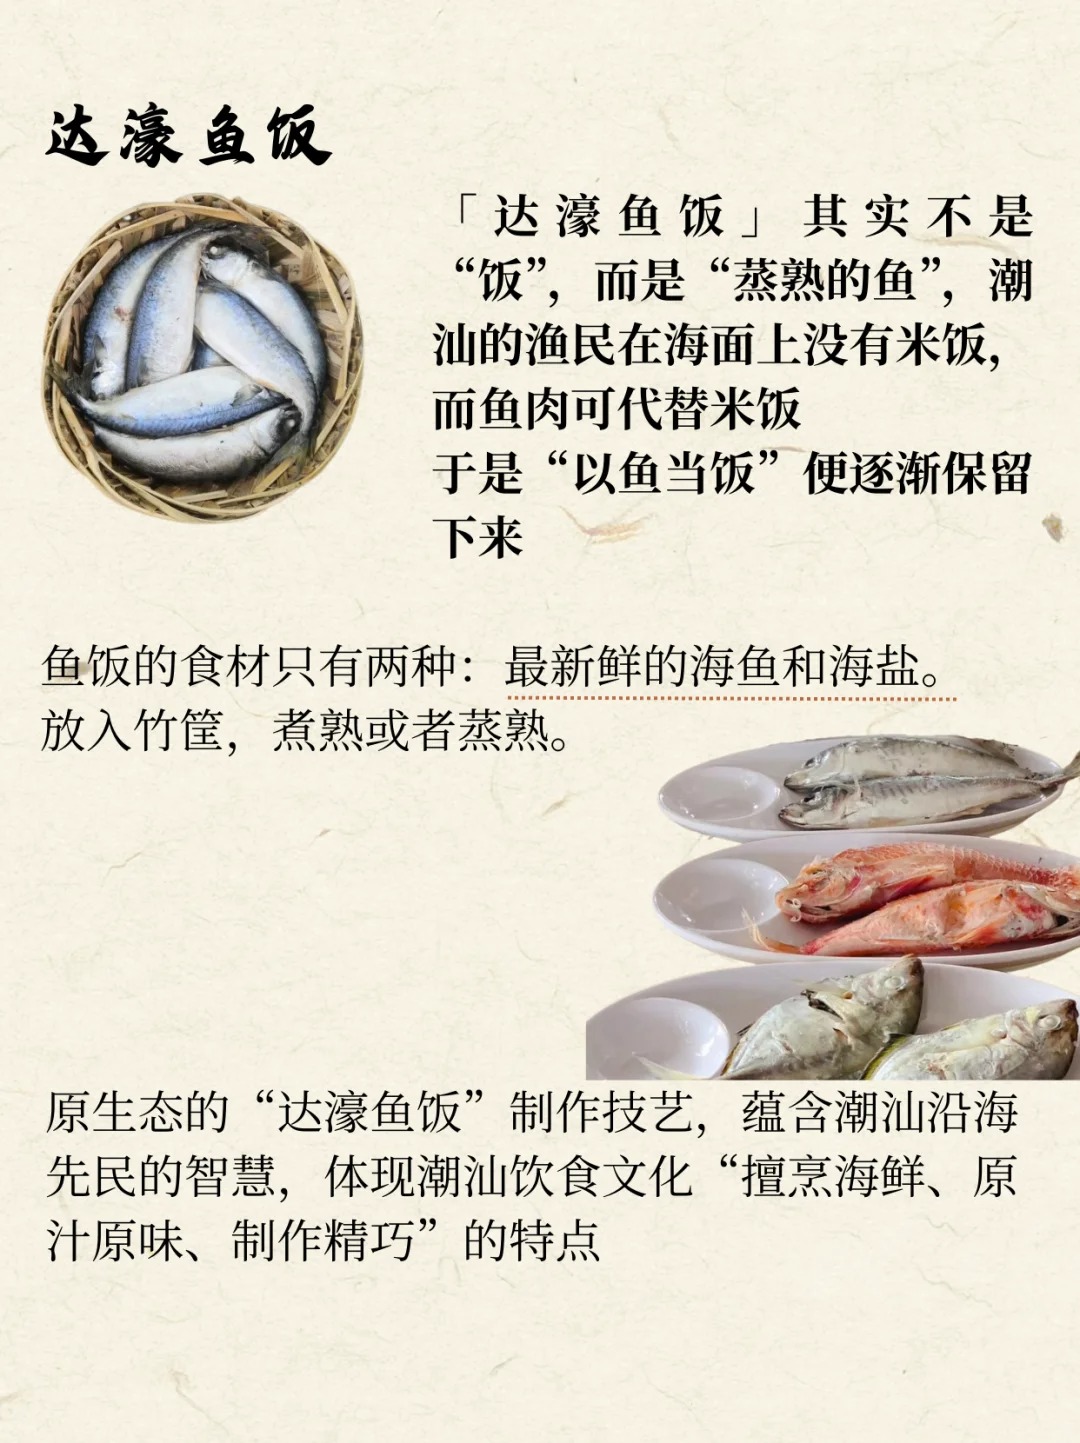 达濠鱼饭
「达濠鱼饭」其实不是
“饭”，而是“蒸熟的鱼”，潮
汕的渔民在海面上没有米饭，
而鱼肉可代替米饭
于是“以鱼当饭”便逐渐保留
下来
鱼饭的食材只有两种：最新鲜的海鱼和海盐。
放入竹筐，煮熟或者蒸熟。
原生态的“达濠鱼饭”制作技艺，蕴含潮汕沿海
先民的智慧，体现潮汕饮食文化“擅烹海鲜、原
汁原味、制作精巧”的特点